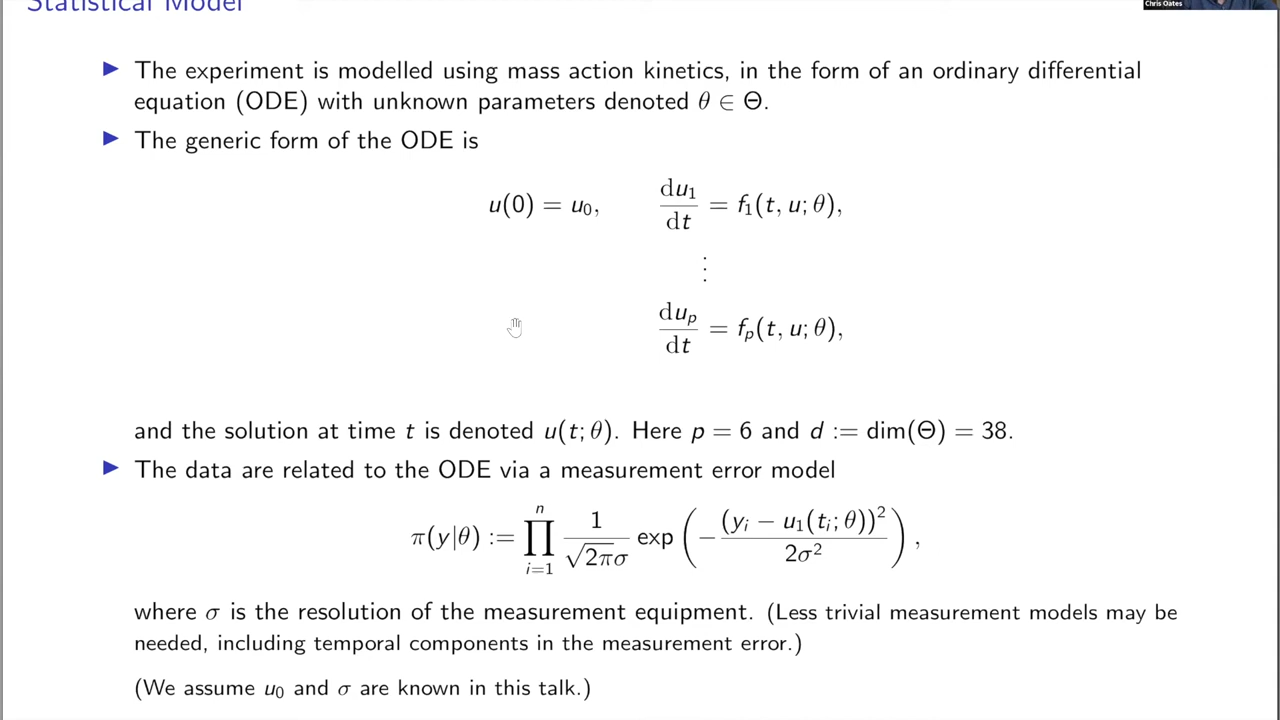 Statistical Model
Chris Oates
▶ The experiment is modelled using mass action kinetics, in the form of an ordinary differential
equation (ODE) with unknown parameters denoted θ ∈ Θ.
▶ The generic form of the ODE is
u(0) = u₀, du₁/dt = f₁(t, u; θ),
⋮
duₚ/dt = fₚ(t, u; θ),
and the solution at time t is denoted u(t; θ). Here p = 6 and d := dim(Θ) = 38.
▶ The data are related to the ODE via a measurement error model
π(y|θ) := ∏ᵢ₌₁ⁿ 1/(√2π σ) exp(−(yᵢ − u₁(tᵢ; θ))²/2σ²),
where σ is the resolution of the measurement equipment. (Less trivial measurement models may be
needed, including temporal components in the measurement error.)
(We assume u₀ and σ are known in this talk.)